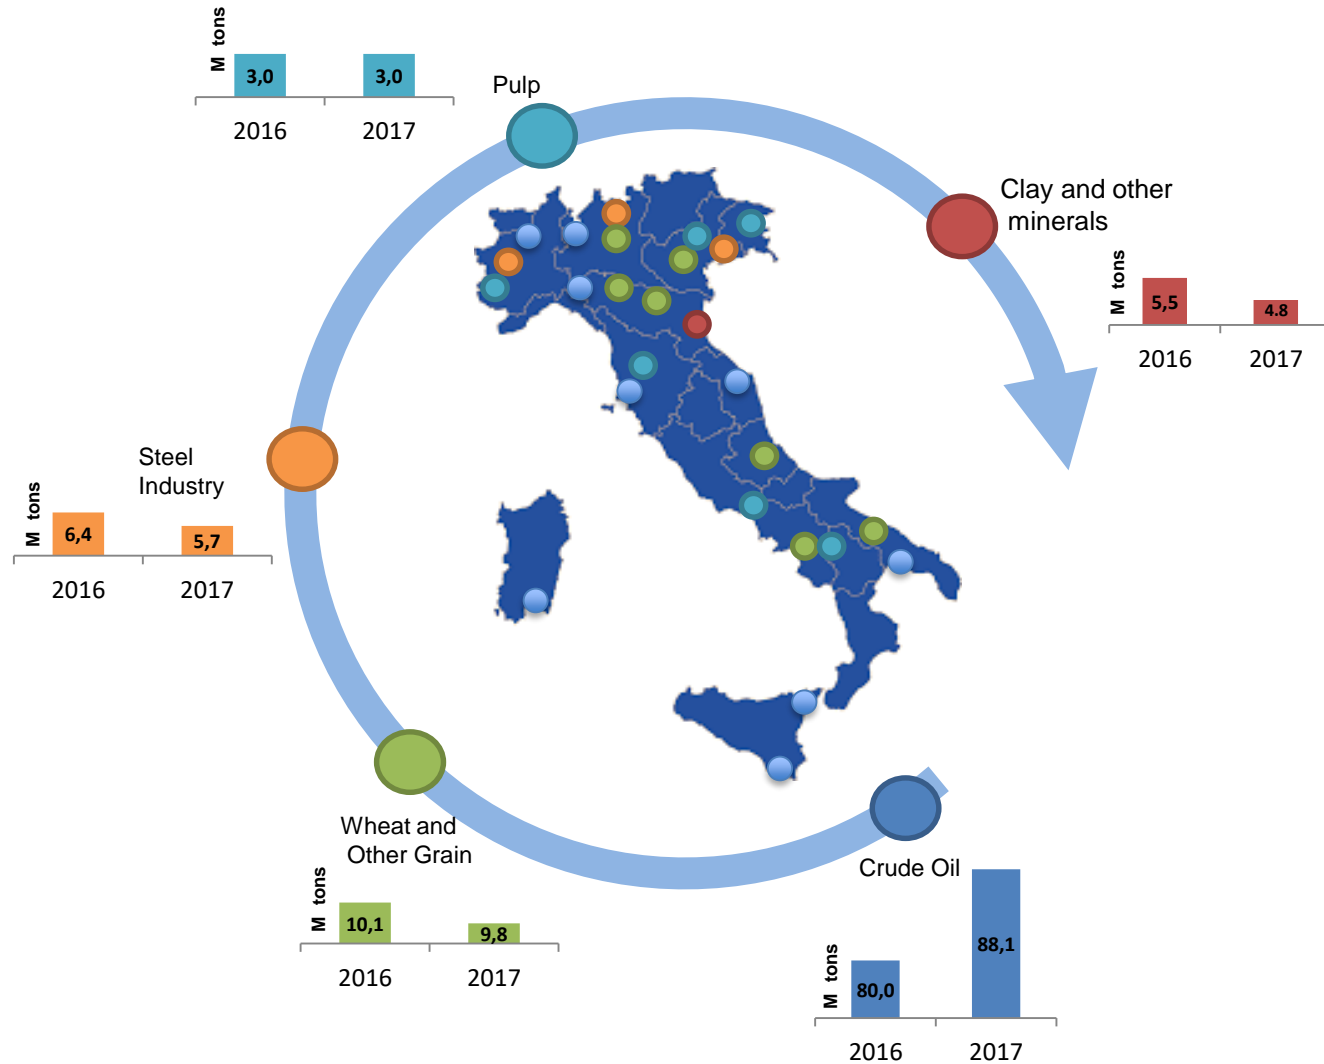 M tons
3,0
3,0
2016
2017
Pulp
Clay and other
minerals
M tons
5,5
4.8
2016
2017
Steel
Industry
M tons
6,4
5,7
2016
2017
Wheat and
Other Grain
M tons
10,1
9,8
2016
2017
Crude Oil
M tons
80,0
88,1
2016
2017